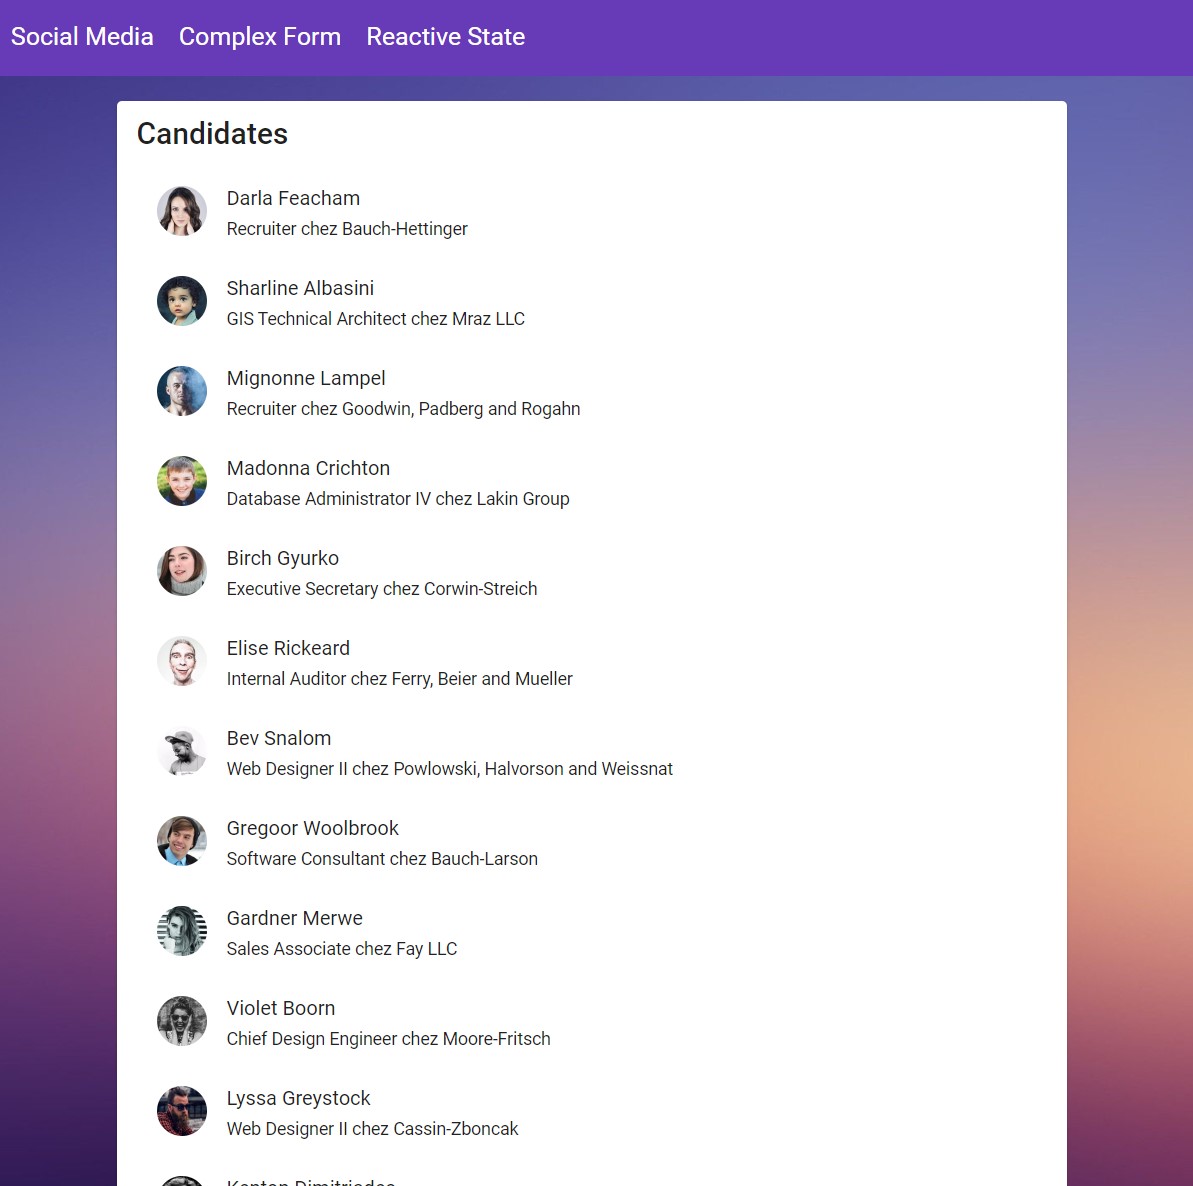 Social Media Complex Form Reactive State
Candidates
Darla Feacham
Recruiter chez Bauch-Hettinger
Sharline Albasini
GIS Technical Architect chez Mraz LLC
Mignonne Lampel
Recruiter chez Goodwin, Padberg and Rogahn
Madonna Crichton
Database Administrator IV chez Lakin Group
Birch Gyurko
Executive Secretary chez Corwin-Streich
Elise Rickeard
Internal Auditor chez Ferry, Beier and Mueller
Bev Snalom
Web Designer II chez Powlowski, Halvorson and Weissnat
Gregoor Woolbrook
Software Consultant chez Bauch-Larson
Gardner Merwe
Sales Associate chez Fay LLC
Violet Boorn
Chief Design Engineer chez Moore-Fritsch
Lyssa Greystock
Web Designer II chez Cassin-Zboncak